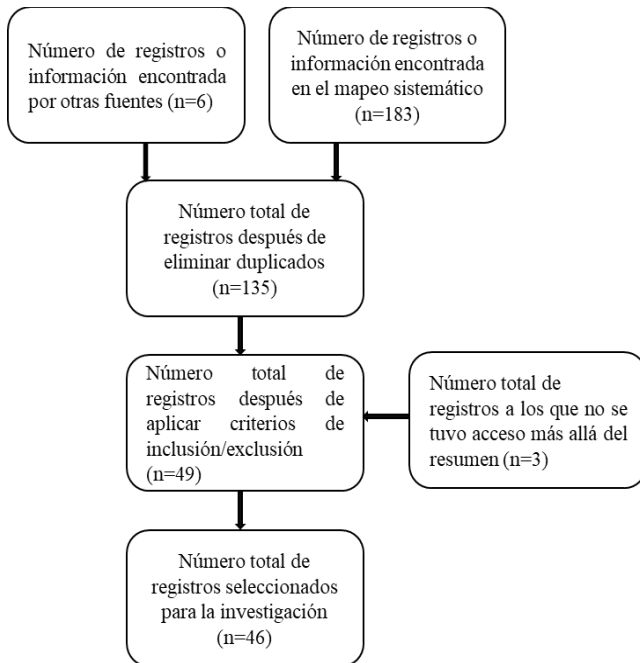 Número de registros o
información encontrada
por otras fuentes (n=6)
Número de registros o
información encontrada
en el mapeo sistemático
(n=183)
Número total de
registros después de
eliminar duplicados
(n=135)
Número total de
registros después de
aplicar criterios de
inclusión/exclusión
(n=49)
Número total de
registros a los que no se
tuvo acceso más allá del
resumen (n=3)
Número total de
registros seleccionados
para la investigación
(n=46)